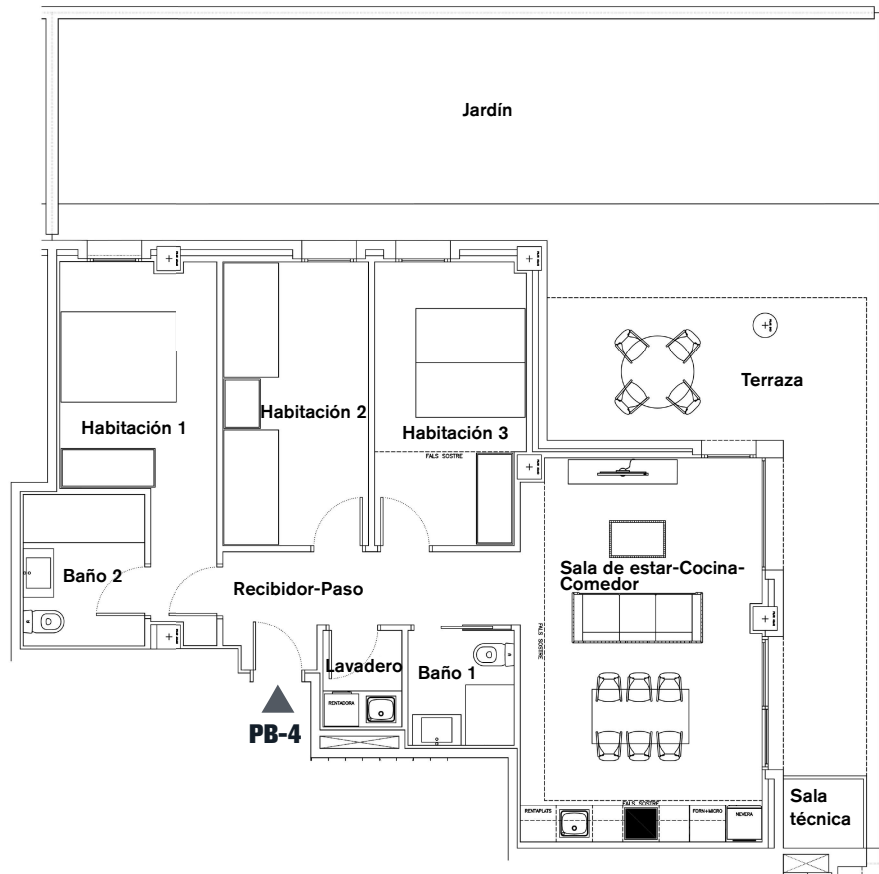 Jardín
Terraza
Habitación 1
Habitación 2
Habitación 3
FALS SOSTRE
Baño 2
Recibidor-Paso
Sala de estar-Cocina-
Comedor
FALS SOSTRE
Lavadero
Baño 1
RENTADORA
PB-4
Sala
técnica
FALS SOSTRE
RENTAPLATS
FORN+MICRO
NEVERA